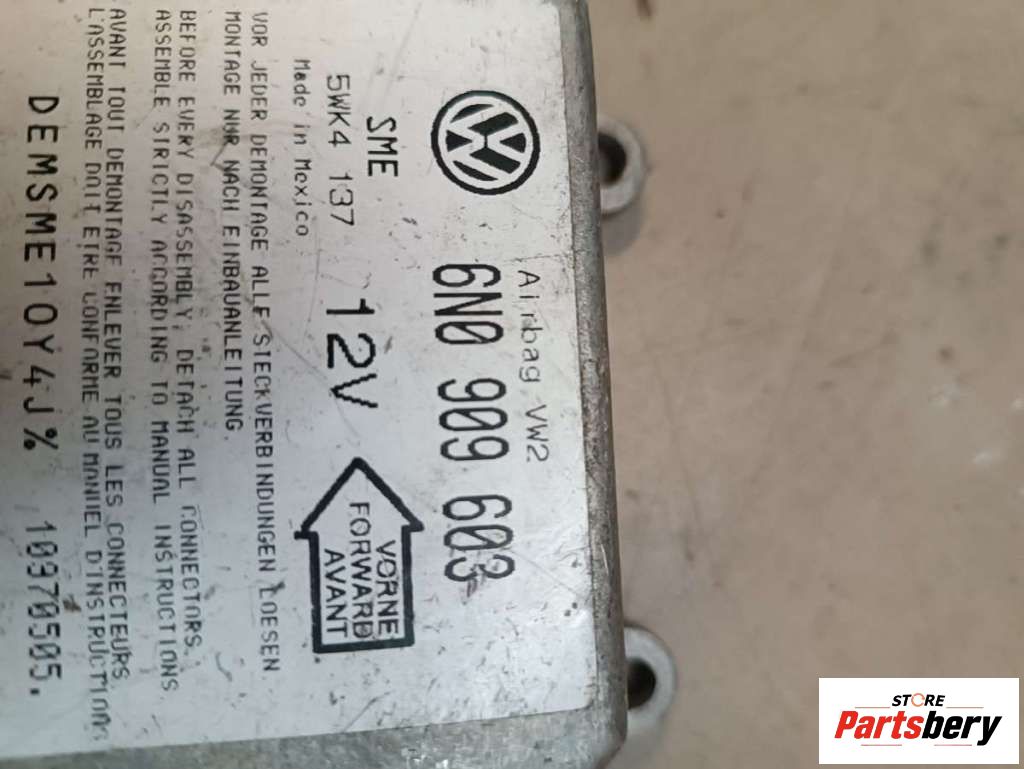 Airbag VW2
6N0 909 603
SME
5WK4 137
12V
Made in Mexico
VORNE
FORWARD
AVANT
VOR JEDER DEMONTAGE ALLE STECKVERBINDUNGEN LOESEN
MONTAGE NUR NACH EINBAUANLEITUNG.
BEFORE EVERY DISASSEMBLY, DETACH ALL CONNECTORS.
ASSEMBLE STRICTLY ACCORDING TO MANUAL INSTRUCTIONS
AVANT TOUT DEMONTAGE ENLEVER TOUS LES CONNECTEURS
L'ASSEMBLAGE DOIT ETRE CONFORME AU MANUEL D'INSTRUCTIONS
DEMSME10Y4J% 10970505.
STORE
Partsbery